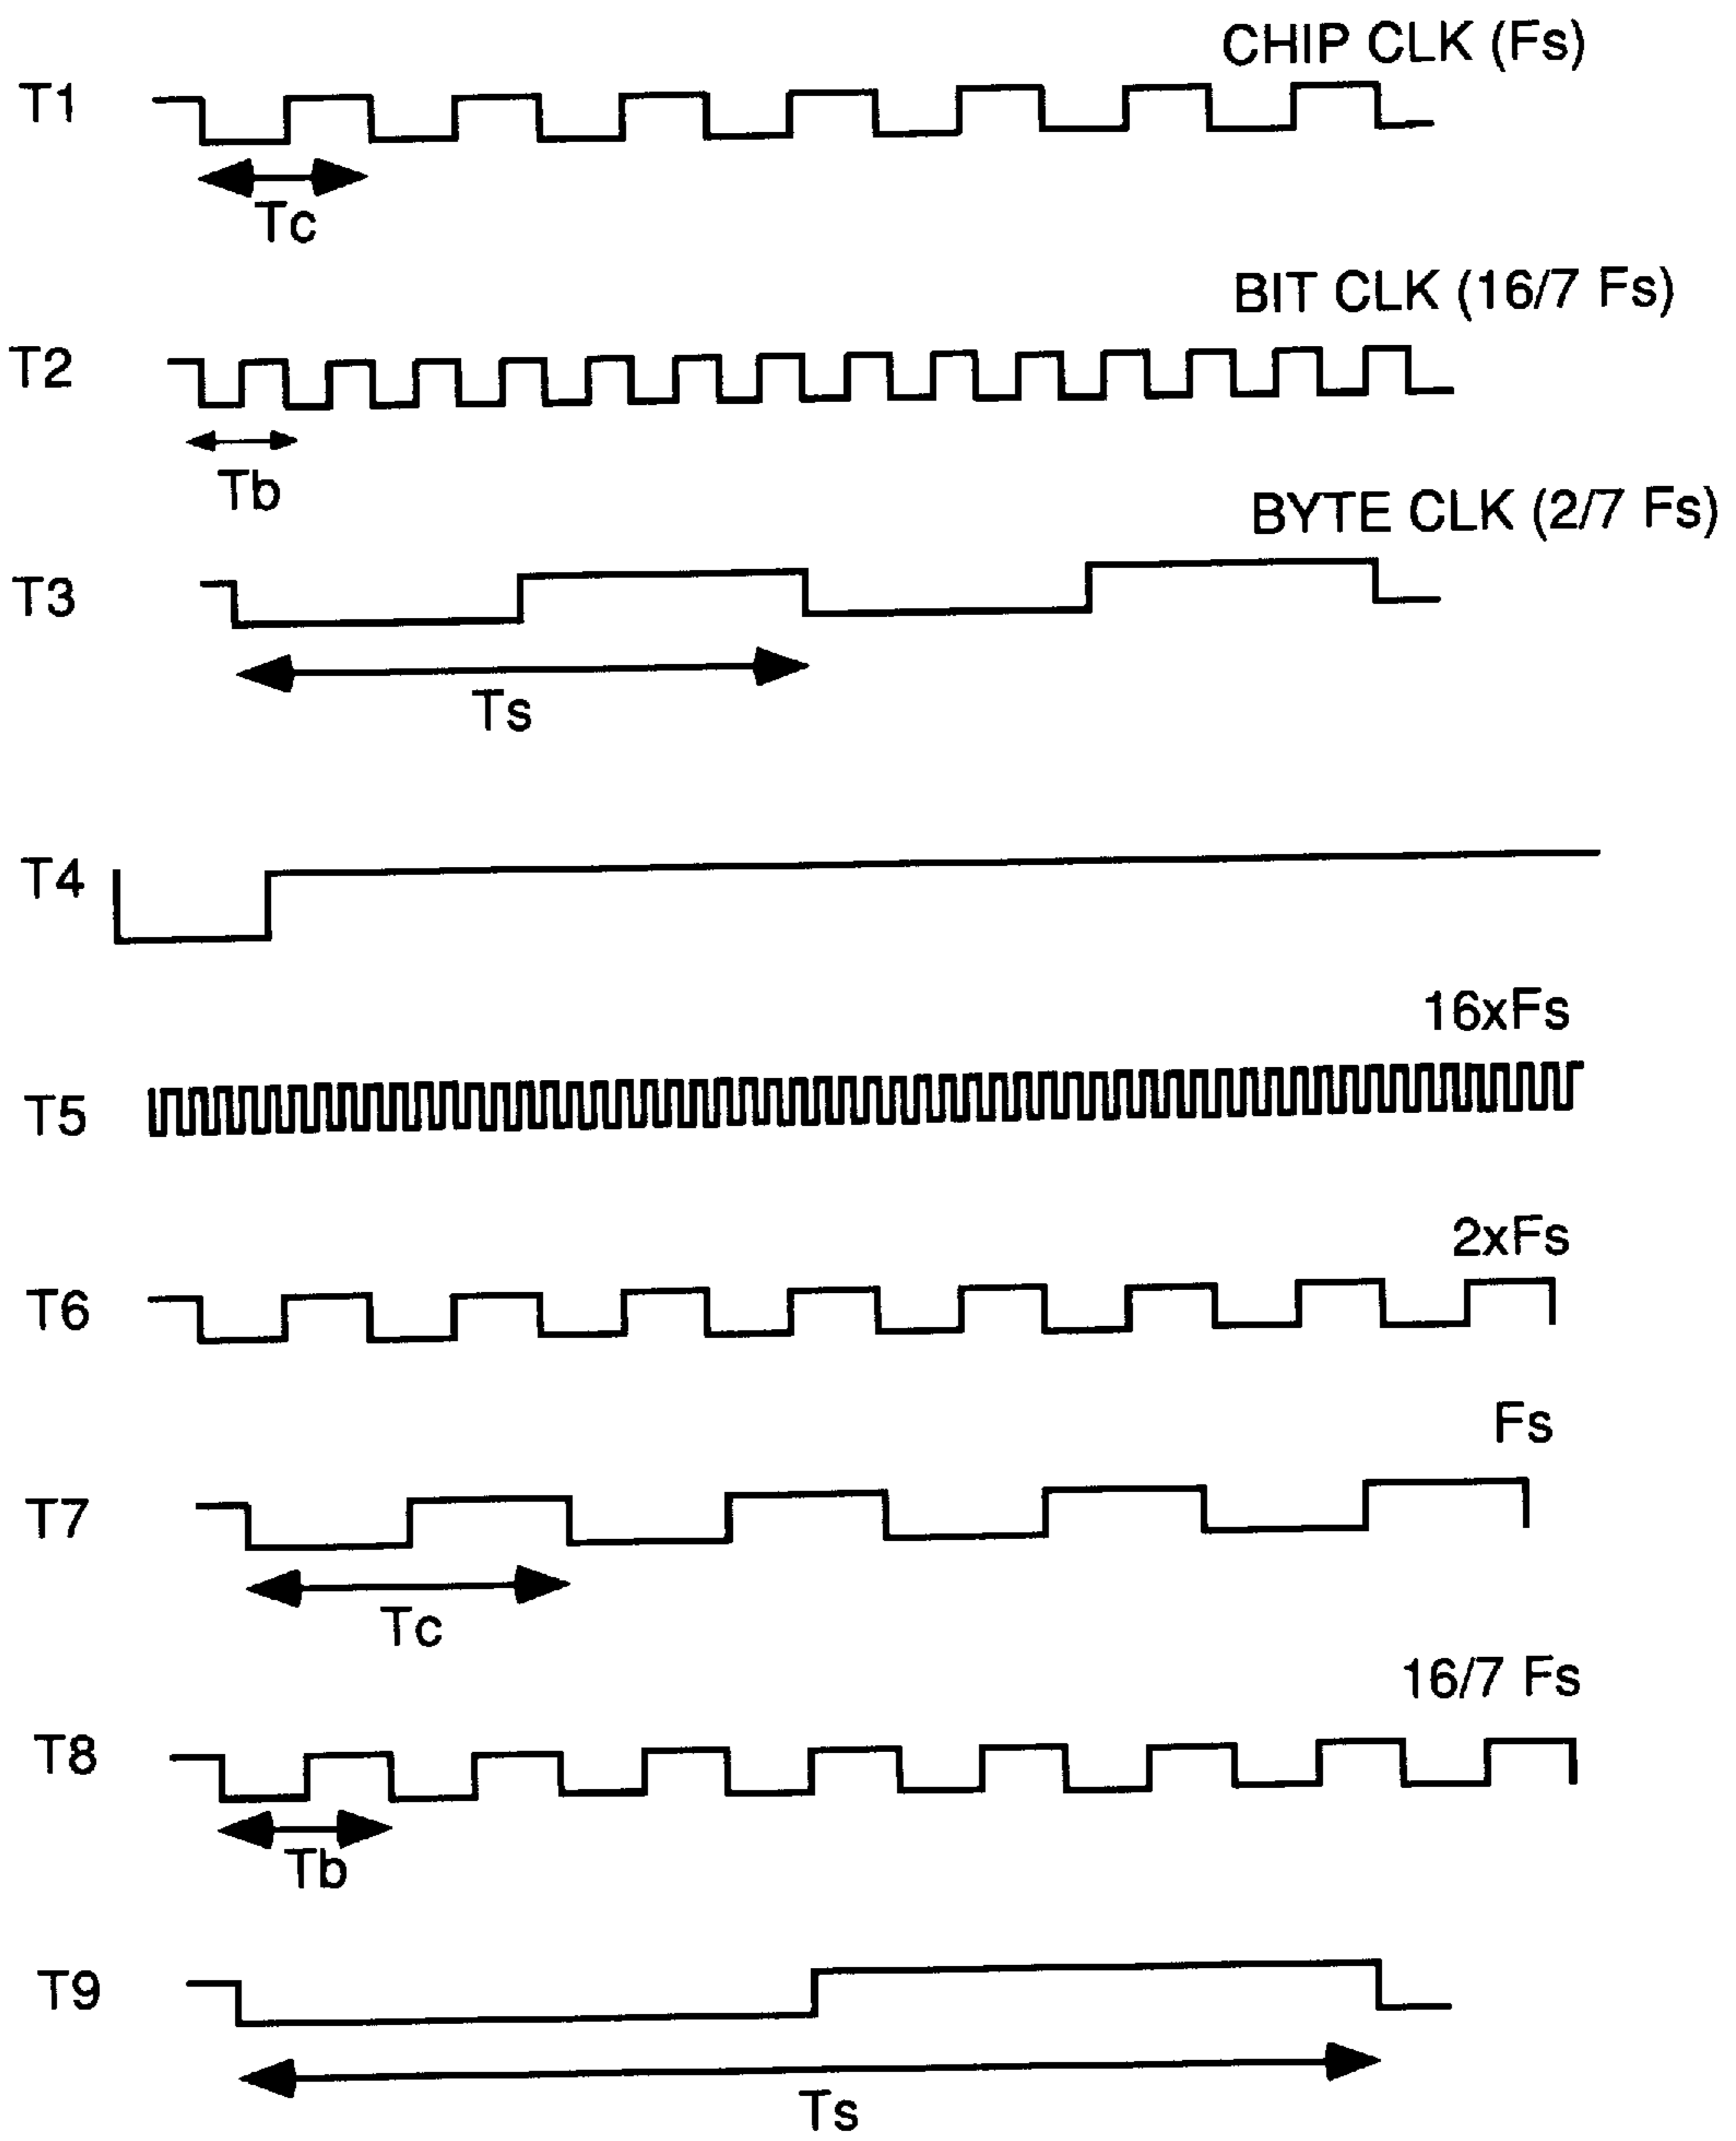 CHIP CLK (Fs)
T1
Tc
BIT CLK (16/7 Fs)
T2
Tb
BYTE CLK (2/7 Fs)
T3
Ts
T4
16xFs
T5
2xFs
T6
Fs
T7
Tc
16/7 Fs
T8
Tb
T9
Ts